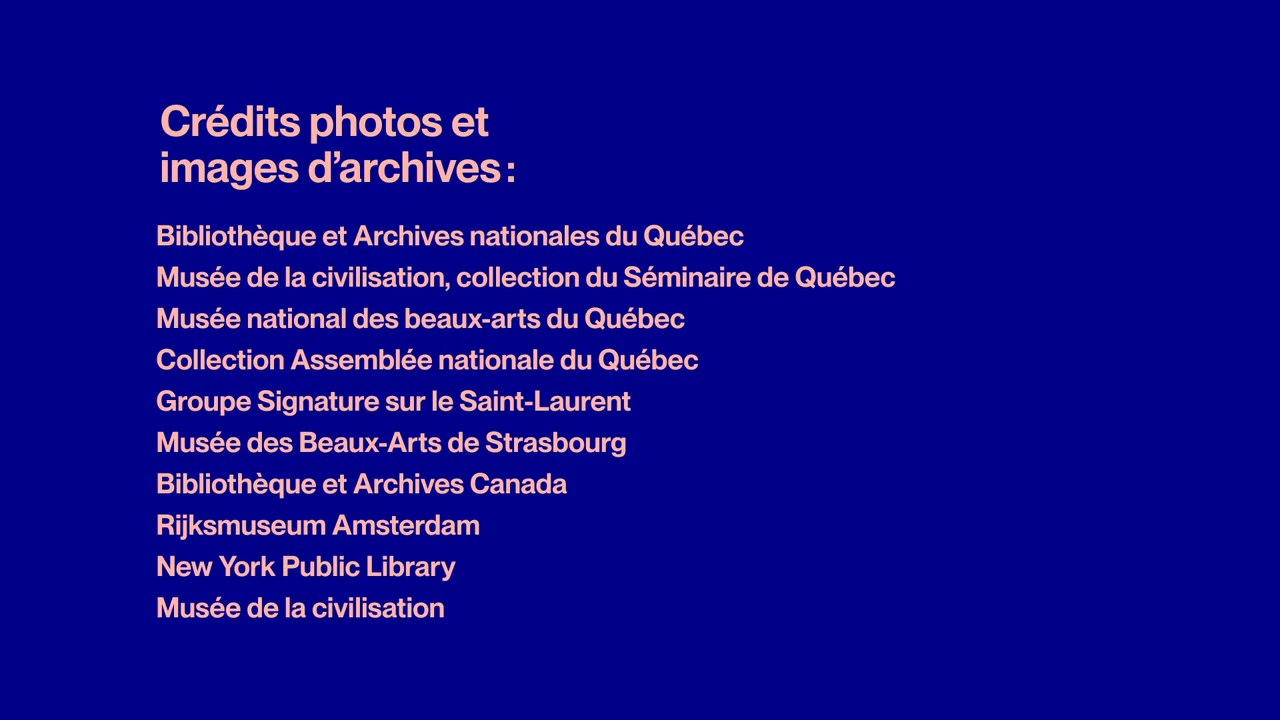 Crédits photos et
images d’archives :
Bibliothèque et Archives nationales du Québec
Musée de la civilisation, collection du Séminaire de Québec
Musée national des beaux-arts du Québec
Collection Assemblée nationale du Québec
Groupe Signature sur le Saint-Laurent
Musée des Beaux-Arts de Strasbourg
Bibliothèque et Archives Canada
Rijksmuseum Amsterdam
New York Public Library
Musée de la civilisation